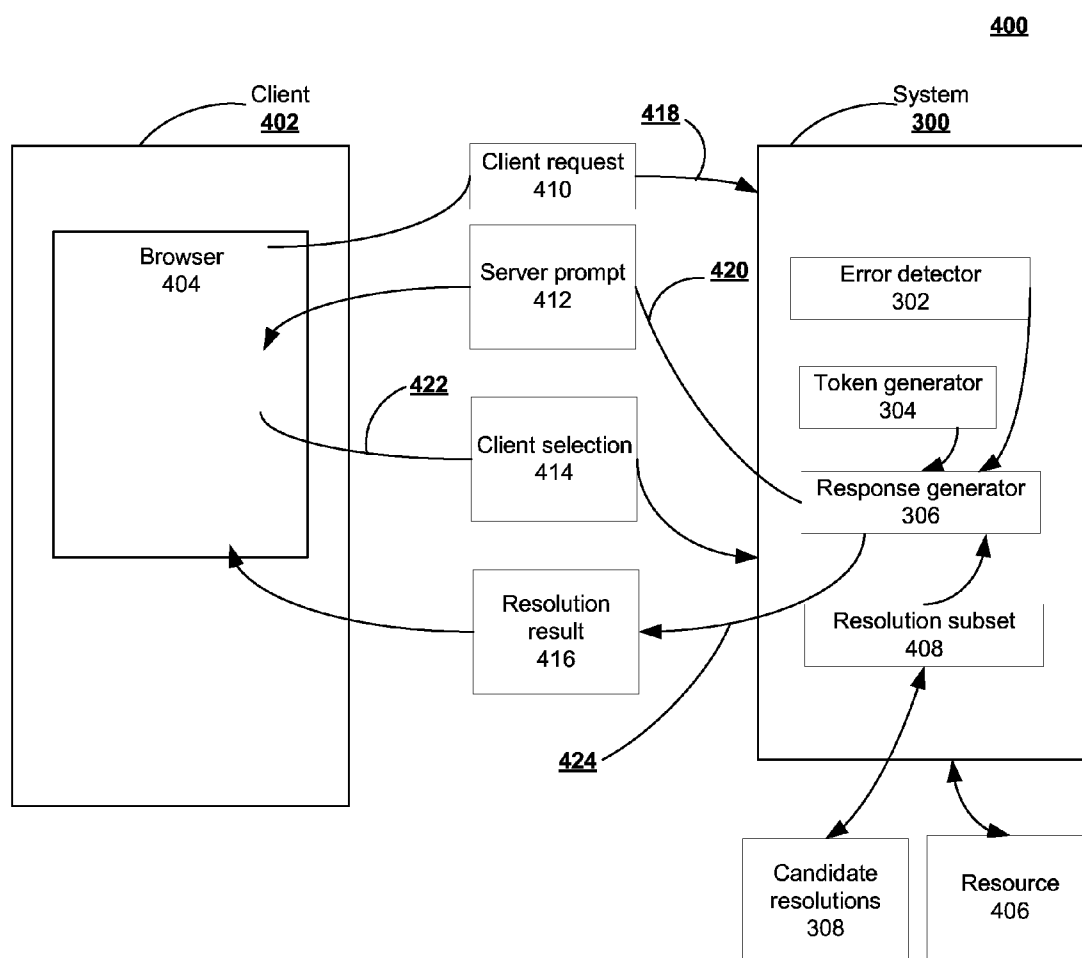 400
Client
402
418
System
300
Client request
410
Browser
404
Server prompt
412
420
Error detector
302
422
Token generator
304
Client selection
414
Response generator
306
Resolution
result
416
Resolution subset
408
424
Candidate
resolutions
308
Resource
406